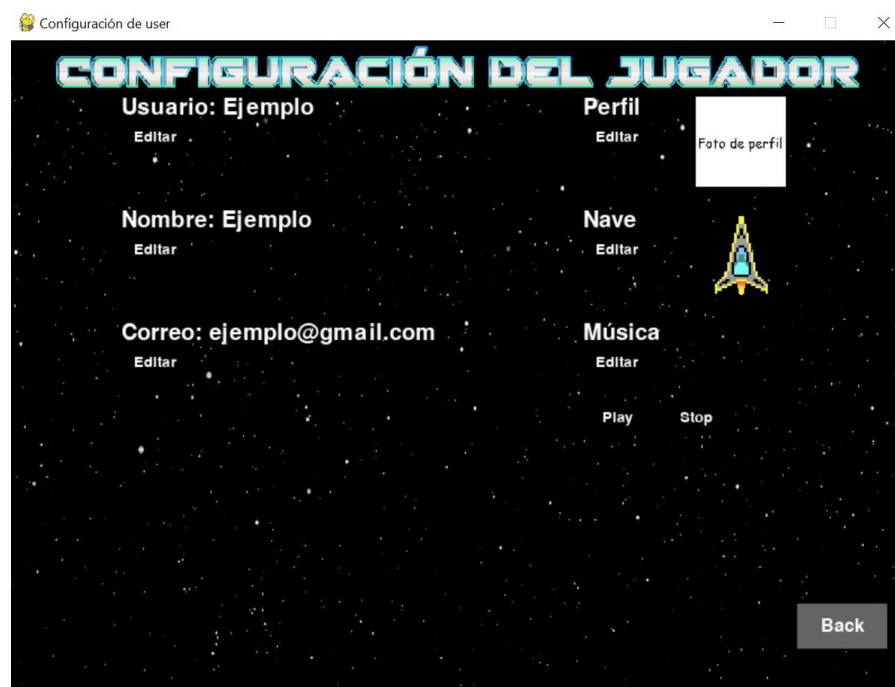 Configuración de user
CONFIGURACIÓN DEL JUGADOR
Usuario: Ejemplo
Editar
Perfil
Editar
Foto de perfil
Nombre: Ejemplo
Editar
Nave
Editar
Correo: ejemplo@gmail.com
Editar
Música
Editar
Play
Stop
Back